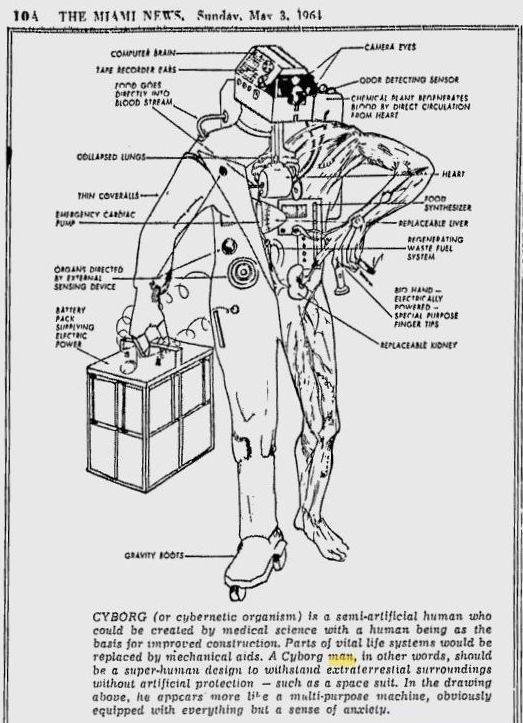 10A THE MIAMI NEWS, Sunday, May 3, 1964
COMPUTER BRAIN
TAPE RECORDER EARS
FOOD GOES
DIRECTLY INTO
BLOOD STREAM
COLLAPSED LUNGS
THIN COVERALLS
EMERGENCY CARDIAC
PUMP
ORGANS DIRECTED
BY EXTERNAL
SENSING DEVICE
BATTERY
PACK
SUPPLYING
ELECTRIC
POWER
GRAVITY BOOTS
CAMERA EYES
ODOR DETECTING SENSOR
CHEMICAL PLANT REGENERATES
BLOOD BY DIRECT CIRCULATION
FROM HEART
HEART
FOOD
SYNTHESIZER
REPLACEABLE LIVER
REGENERATING
WASTE FUEL
SYSTEM
BIO HAND —
ELECTRICALLY
POWERED —
SPECIAL PURPOSE
FINGER TIPS
REPLACEABLE KIDNEY
CYBORG (or cybernetic organism) is a semi-artificial human who
could be created by medical science with a human being as the
basis for improved construction. Parts of vital life systems would be
replaced by mechanical aids. A Cyborg man, in other words, should
be a super-human design to withstand extraterrestial surroundings
without artificial protection — such as a space suit. In the drawing
above, he appears more like a multi-purpose machine, obviously
equipped with everything but a sense of anxiety.